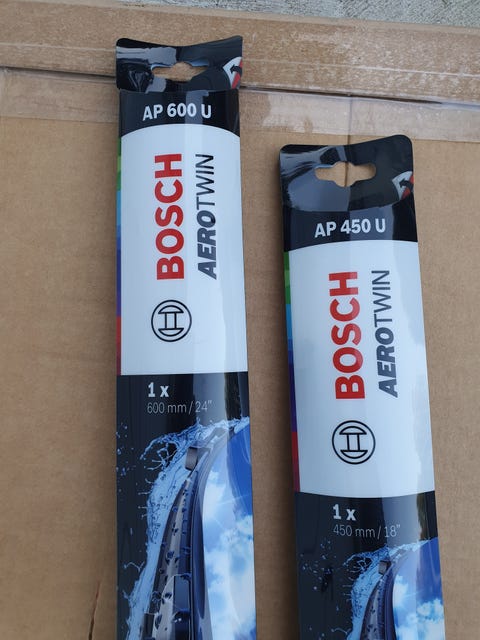 AP 600 U
BOSCH
AEROTWIN
1 x
600 mm / 24"
AP 450 U
BOSCH
AEROTWIN
1 x
450 mm / 18"